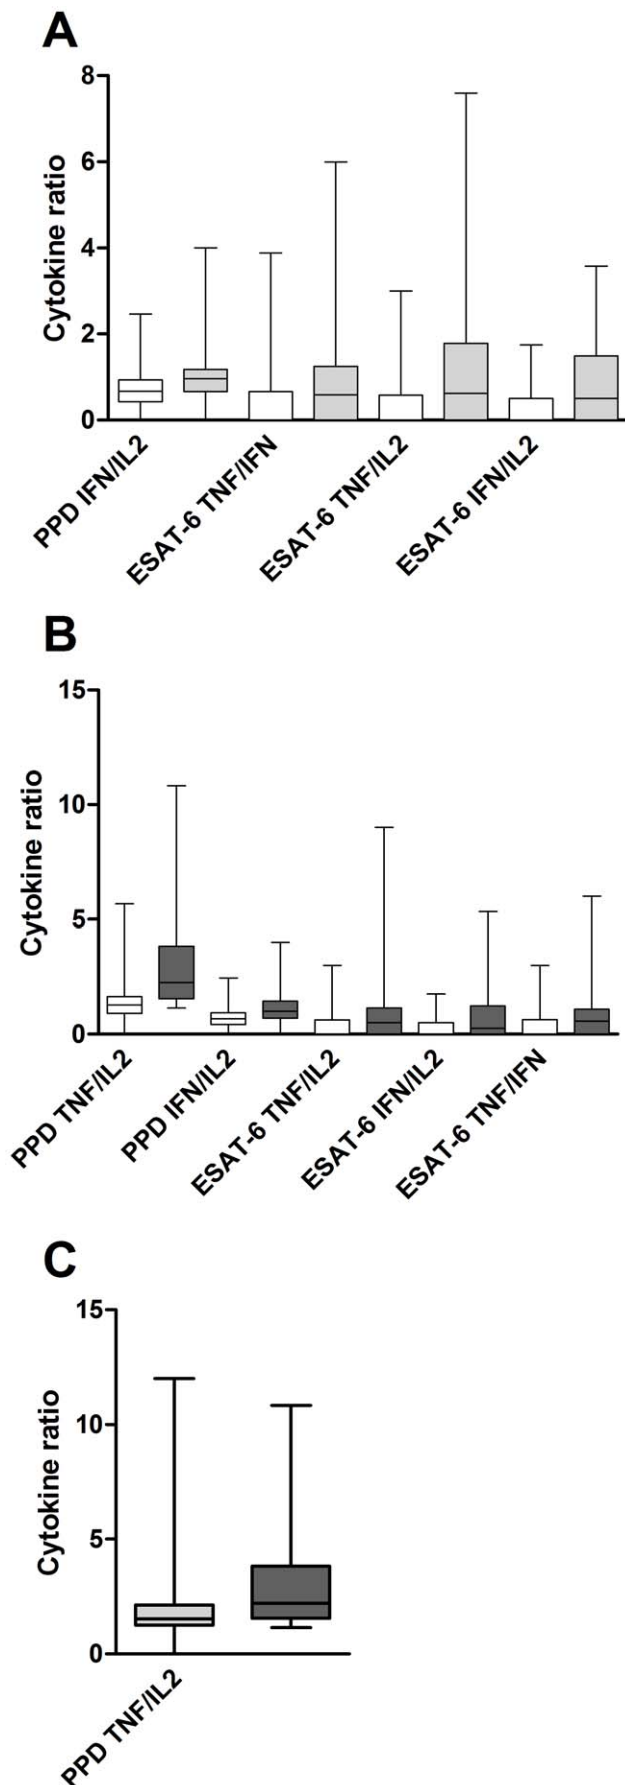 A
8
6
4
2
0
Cytokine ratio
PPD IFN/IL2
ESAT-6 TNF/IFN
ESAT-6 TNF/IL2
ESAT-6 IFN/IL2
B
15
10
5
0
Cytokine ratio
PPD TNF/IL2
PPD IFN/IL2
ESAT-6 TNF/IL2
ESAT-6 IFN/IL2
ESAT-6 TNF/IFN
C
15
10
5
0
Cytokine ratio
PPD TNF/IL2